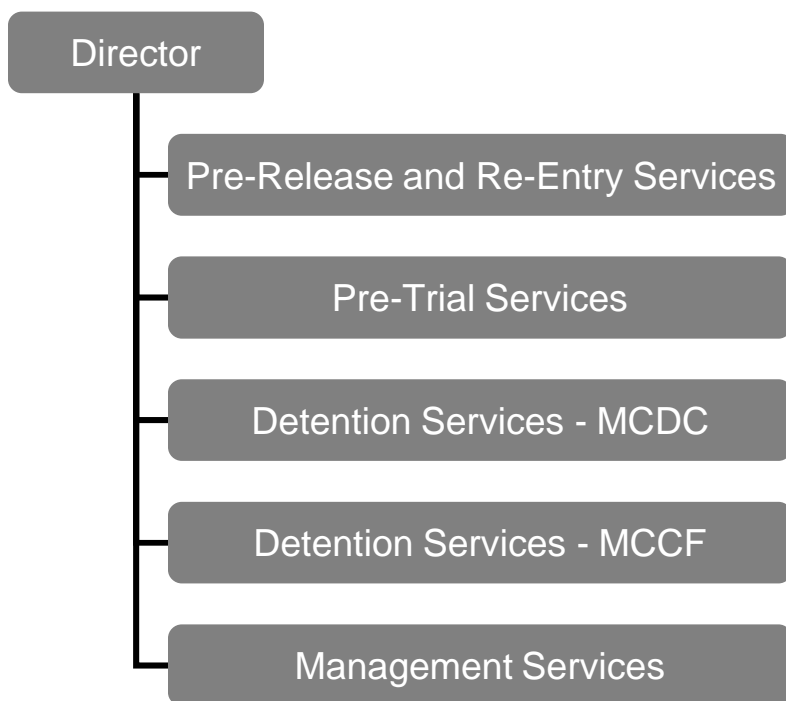 Director
Pre-Release and Re-Entry Services
Pre-Trial Services
Detention Services - MCDC
Detention Services - MCCF
Management Services